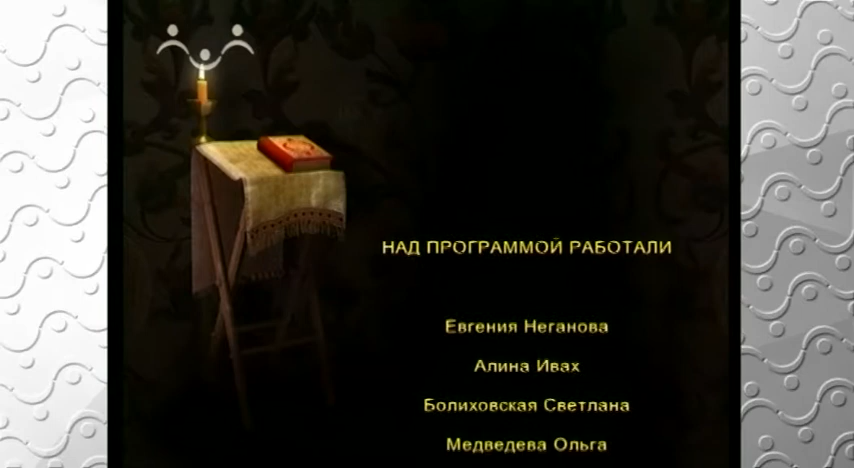 НАД ПРОГРАММОЙ РАБОТАЛИ
Евгения Неганова
Алина Ивах
Болиховская Светлана
Медведева Ольга